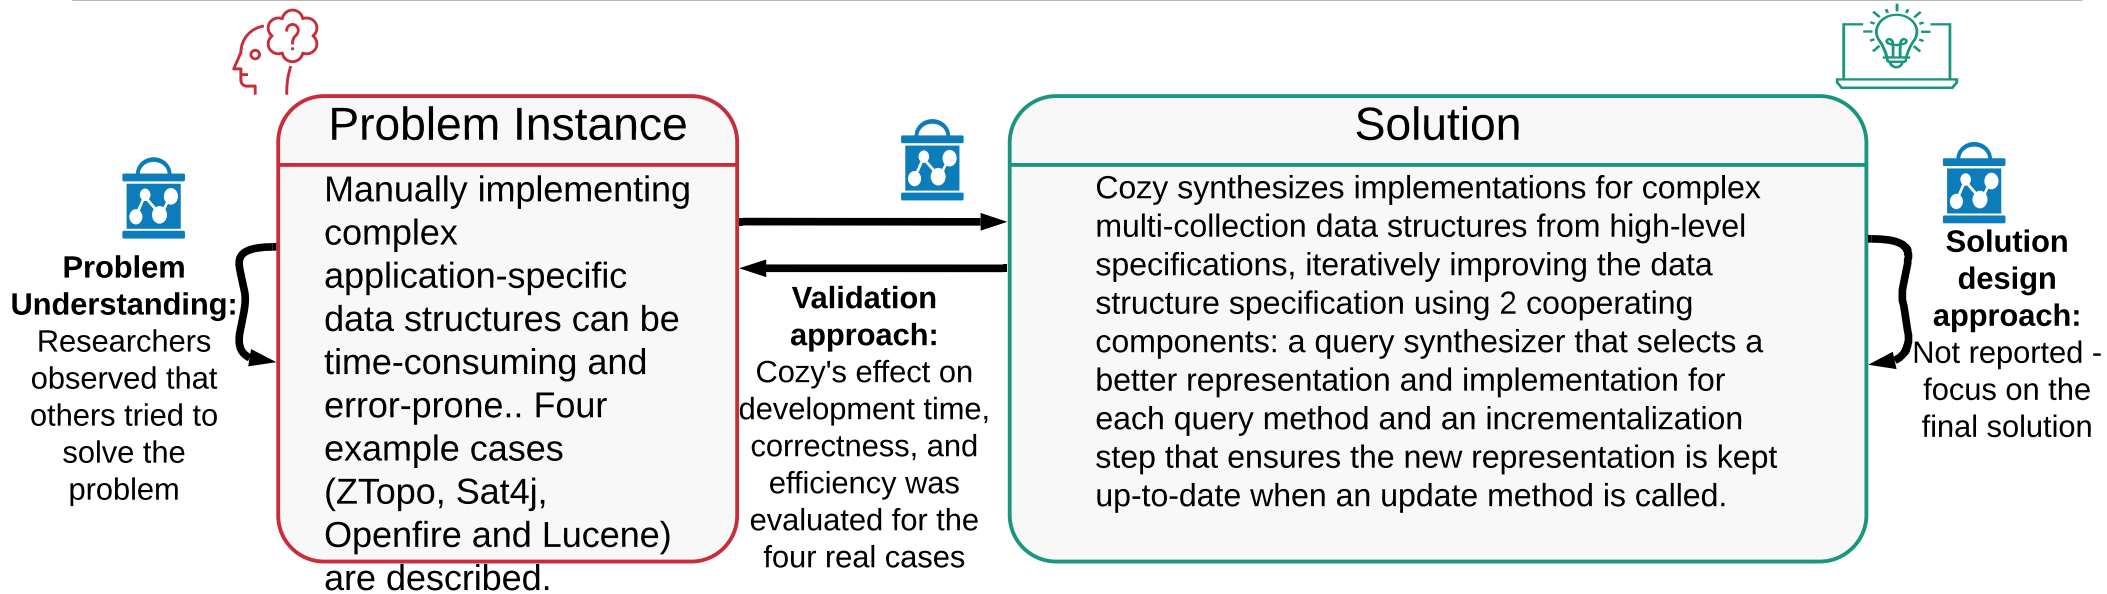 Problem Instance
Manually implementing
complex
application-specific
data structures can be
time-consuming and
error-prone.. Four
example cases
(ZTopo, Sat4j,
Openfire and Lucene)
are described.
Problem
Understanding:
Researchers
observed that
others tried to
solve the
problem
Validation
approach:
Cozy's effect on
development time,
correctness, and
efficiency was
evaluated for the
four real cases
Solution
Cozy synthesizes implementations for complex
multi-collection data structures from high-level
specifications, iteratively improving the data
structure specification using 2 cooperating
components: a query synthesizer that selects a
better representation and implementation for
each query method and an incrementalization
step that ensures the new representation is kept
up-to-date when an update method is called.
Solution
design
approach:
Not reported -
focus on the
final solution